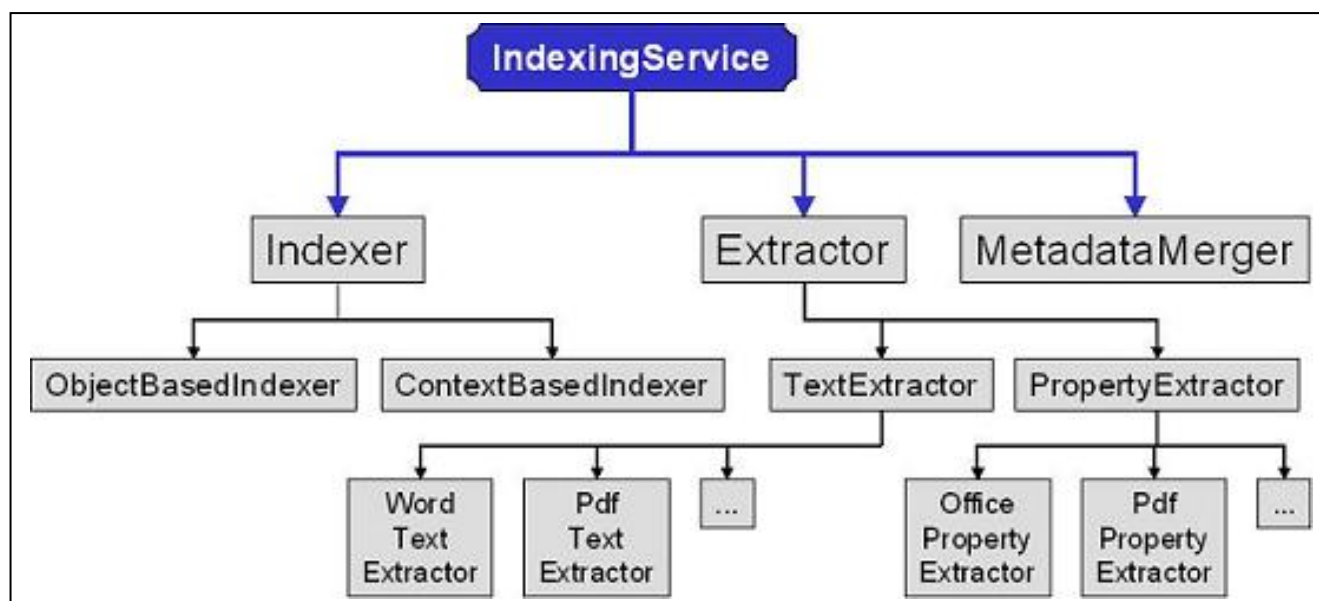 IndexingService
Indexer
Extractor
MetadataMerger
ObjectBasedIndexer
ContextBasedIndexer
TextExtractor
PropertyExtractor
Word
Text
Extractor
Pdf
Text
Extractor
...
Office
Property
Extractor
Pdf
Property
Extractor
...